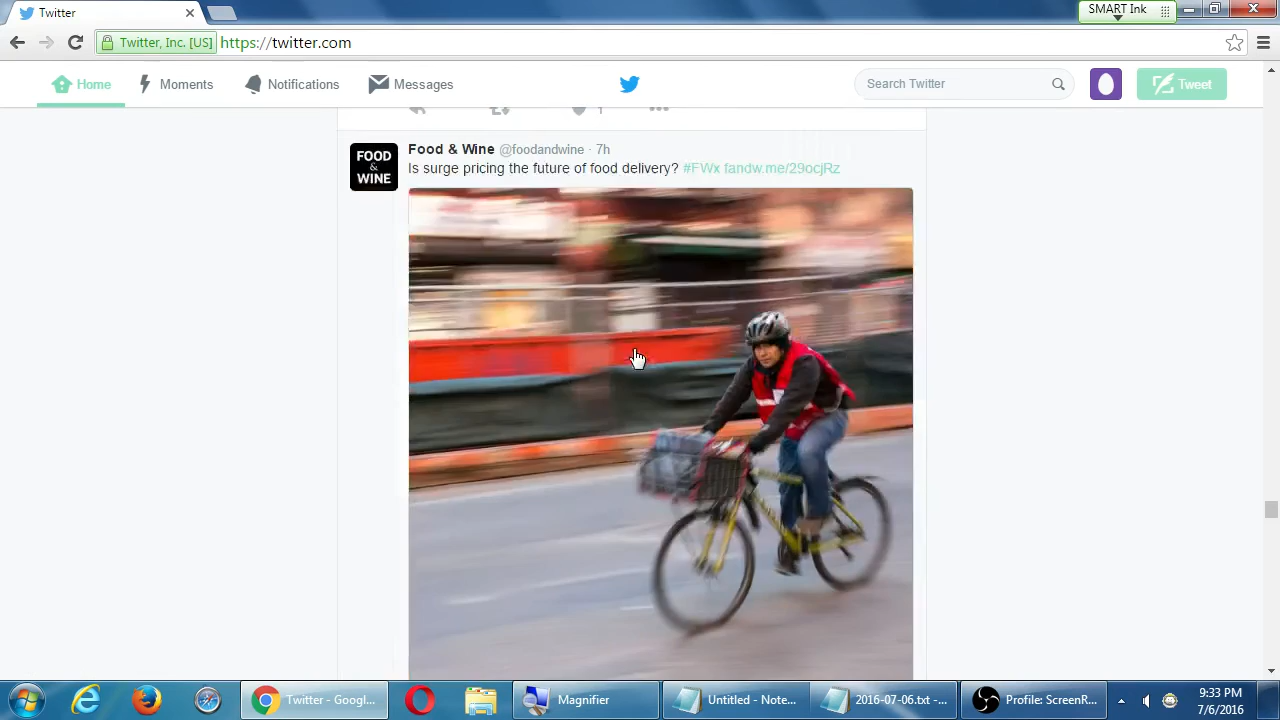 Twitter
SMART Ink
Twitter, Inc. [US]
https://twitter.com
Home
Moments
Notifications
Messages
Search Twitter
Tweet
1
FOOD
&
WINE
Food & Wine @foodandwine · 7h
Is surge pricing the future of food delivery? #FWx fandw.me/29ocjRz
Twitter - Googl...
Magnifier
Untitled - Note...
2016-07-06.txt -...
Profile: ScreenR...
9:33 PM
7/6/2016